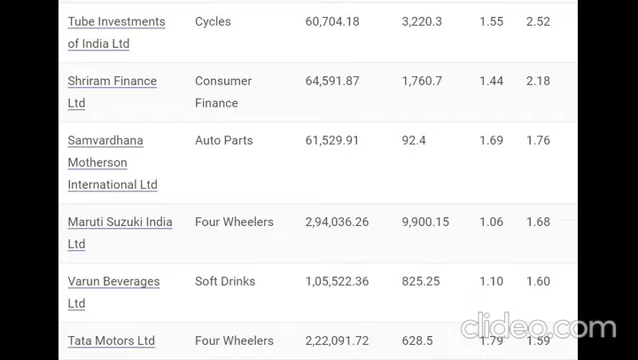 Tube Investments of India Ltd Cycles 60,704.18 3,220.3 1.55 2.52
Shriram Finance Ltd Consumer Finance 64,591.87 1,760.7 1.44 2.18
Samvardhana Motherson International Ltd Auto Parts 61,529.91 92.4 1.69 1.76
Maruti Suzuki India Ltd Four Wheelers 2,94,036.26 9,900.15 1.06 1.68
Varun Beverages Ltd Soft Drinks 1,05,522.36 825.25 1.10 1.60
Tata Motors Ltd Four Wheelers 2,22,091.72 628.5 1.79 1.59
clideo.com